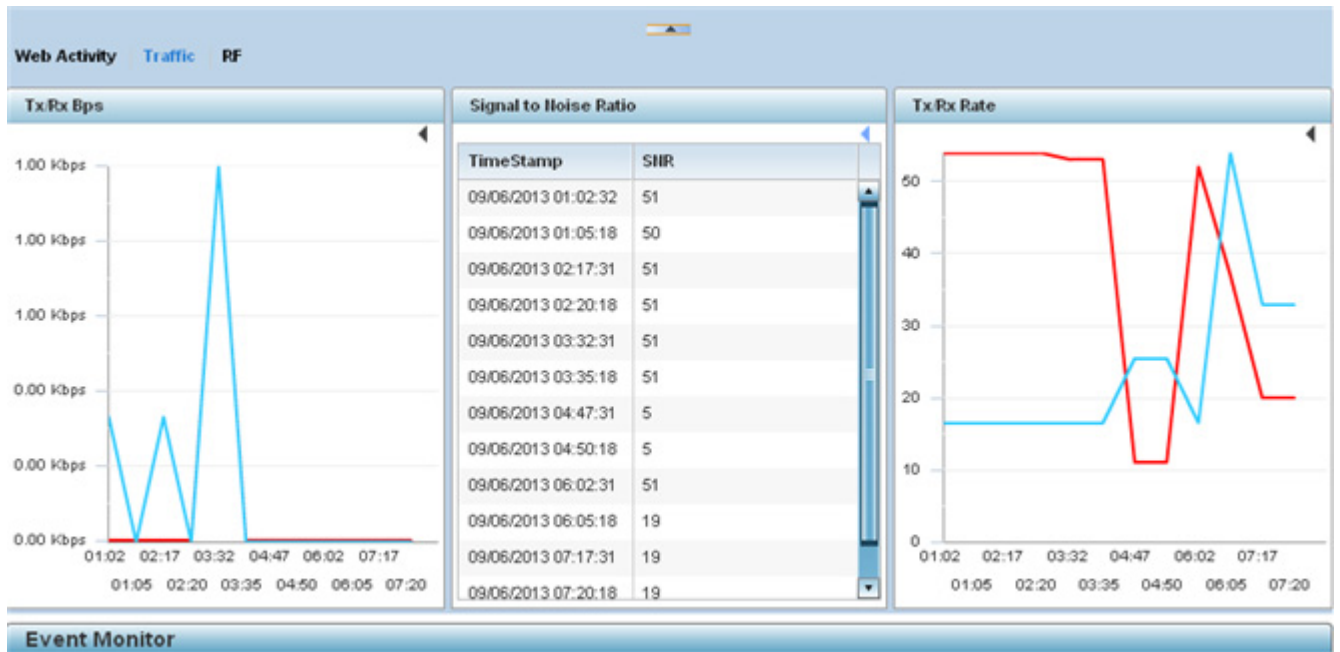 Web Activity Traffic RF
Tx/Rx Bps
1.00 Kbps
1.00 Kbps
1.00 Kbps
0.00 Kbps
0.00 Kbps
0.00 Kbps
01:02 02:17 03:32 04:47 06:02 07:17
01:05 02:20 03:35 04:50 06:05 07:20
Signal to Noise Ratio
TimeStamp SNR
09/06/2013 01:02:32 51
09/06/2013 01:05:18 50
09/06/2013 02:17:31 51
09/06/2013 02:20:18 51
09/06/2013 03:32:31 51
09/06/2013 03:35:18 51
09/06/2013 04:47:31 5
09/06/2013 04:50:18 5
09/06/2013 06:02:31 51
09/06/2013 06:05:18 19
09/06/2013 07:17:31 19
09/06/2013 07:20:18 19
Tx/Rx Rate
50
40
30
20
10
0
01:02 02:17 03:32 04:47 06:02 07:17
01:05 02:20 03:35 04:50 06:05 07:20
Event Monitor